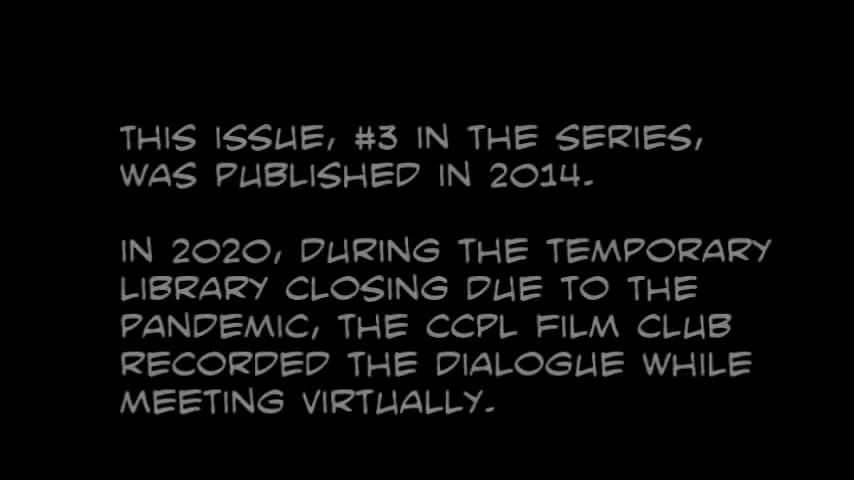 THIS ISSUE, #3 IN THE SERIES,
WAS PUBLISHED IN 2014.
IN 2020, DURING THE TEMPORARY
LIBRARY CLOSING DUE TO THE
PANDEMIC, THE CCPL FILM CLUB
RECORDED THE DIALOGUE WHILE
MEETING VIRTUALLY.